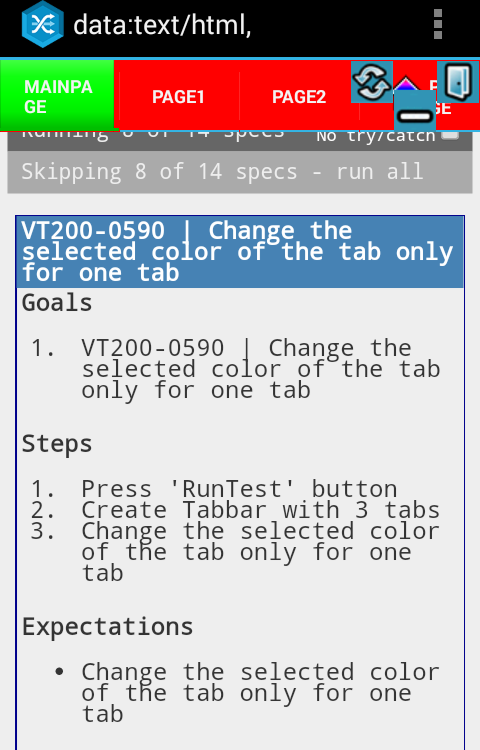 data:text/html,
MAINPA
GE
PAGE1
PAGE2
GE
Running 8 of 14 specs
No try/catch
Skipping 8 of 14 specs - run all
VT200-0590 | Change the
selected color of the tab only
for one tab
Goals
1. VT200-0590 | Change the
selected color of the tab
only for one tab
Steps
1. Press 'RunTest' button
2. Create Tabbar with 3 tabs
3. Change the selected color
of the tab only for one
tab
Expectations
• Change the selected color
of the tab only for one
tab